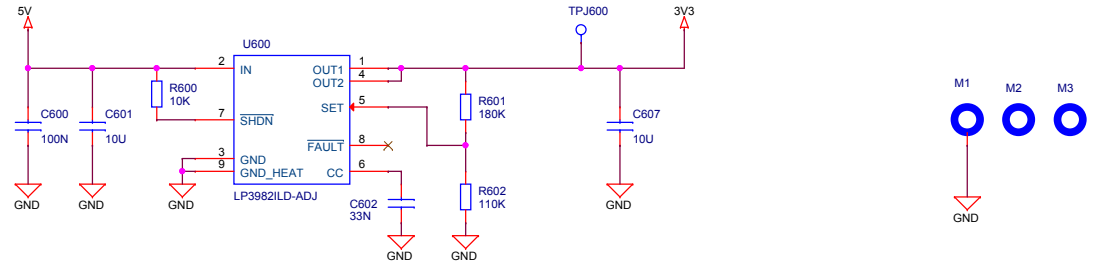 5V
TPJ600
3V3
U600
2
IN
OUT1
1
OUT2
4
R600
10K
SET
5
R601
180K
C600
100N
C601
10U
7
SHDN
C607
10U
FAULT
8
3
GND
9
GND_HEAT
CC
6
LP3982ILD-ADJ
C602
33N
R602
110K
GND
GND
GND
GND
GND
GND
M1
M2
M3
GND